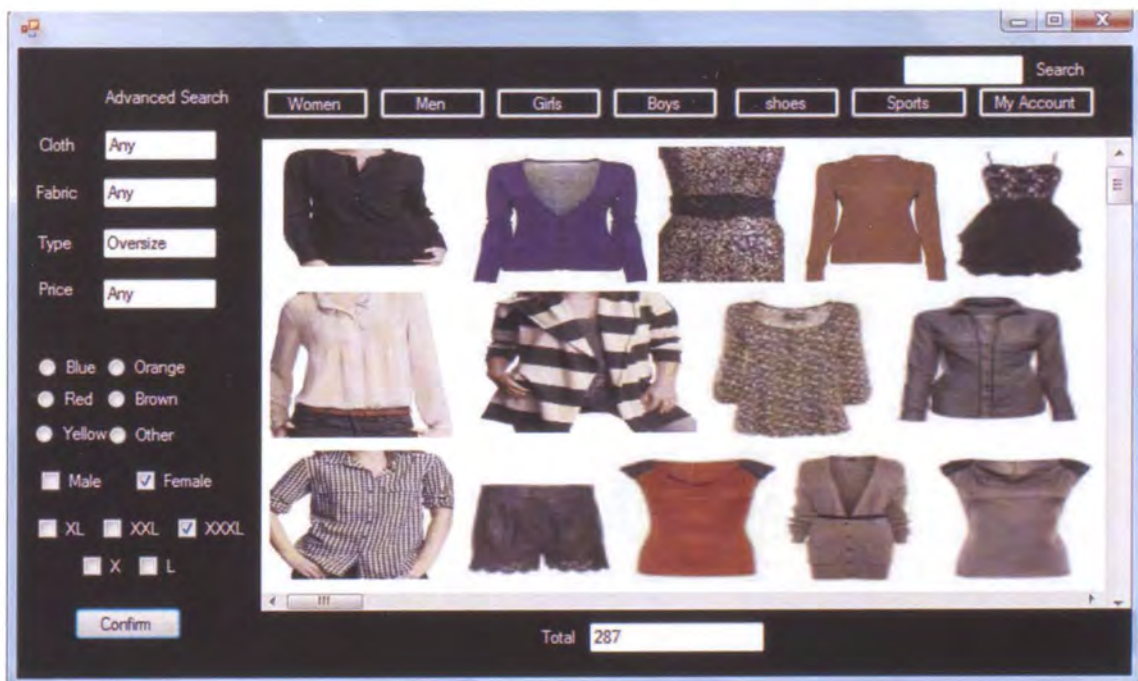 Search
Advanced Search
Women Men Girls Boys shoes Sports My Account
Cloth Any
Fabric Any
Type Oversize
Price Any
Blue Orange
Red Brown
Yellow Other
Male Female
XL XXL XXXL
X L
Confirm
Total 287